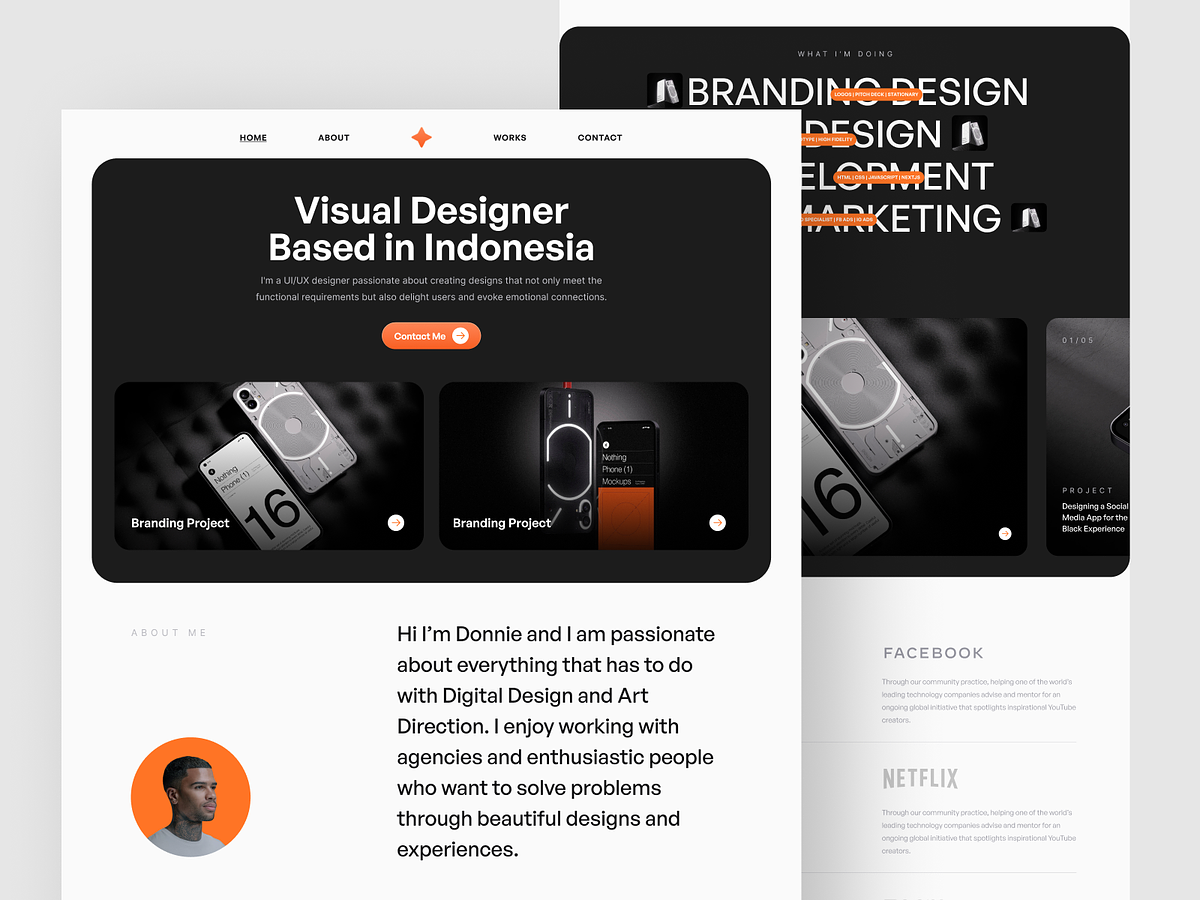 HOME
ABOUT
WORKS
CONTACT
Visual Designer
Based in Indonesia
I'm a UI/UX designer passionate about creating designs that not only meet the
functional requirements but also delight users and evoke emotional connections.
Contact Me
Nothing
Phone (1)
16
Branding Project
Nothing
Phone (1)
Mockups
3
Branding Project
ABOUT ME
Hi I'm Donnie and I am passionate
about everything that has to do
with Digital Design and Art
Direction. I enjoy working with
agencies and enthusiastic people
who want to solve problems
through beautiful designs and
experiences.
WHAT I'M DOING
BRANDING DESIGN
LOGOS | PITCH DECK | STATIONARY
DESIGN
HIGH FIDELITY
ELOPMENT
HTML | CSS | JAVASCRIPT | NEXTJS
MARKETING
SPECIALIST | FB ADS | IG ADS
16
01/05
PROJECT
Designing a Social
Media App for the
Black Experience
FACEBOOK
Through our community practice, helping one of the world's
leading technology companies advise and mentor for an
ongoing global initiative that spotlights inspirational YouTube
creators.
NETFLIX
Through our community practice, helping one of the world's
leading technology companies advise and mentor for an
ongoing global initiative that spotlights inspirational YouTube
creators.